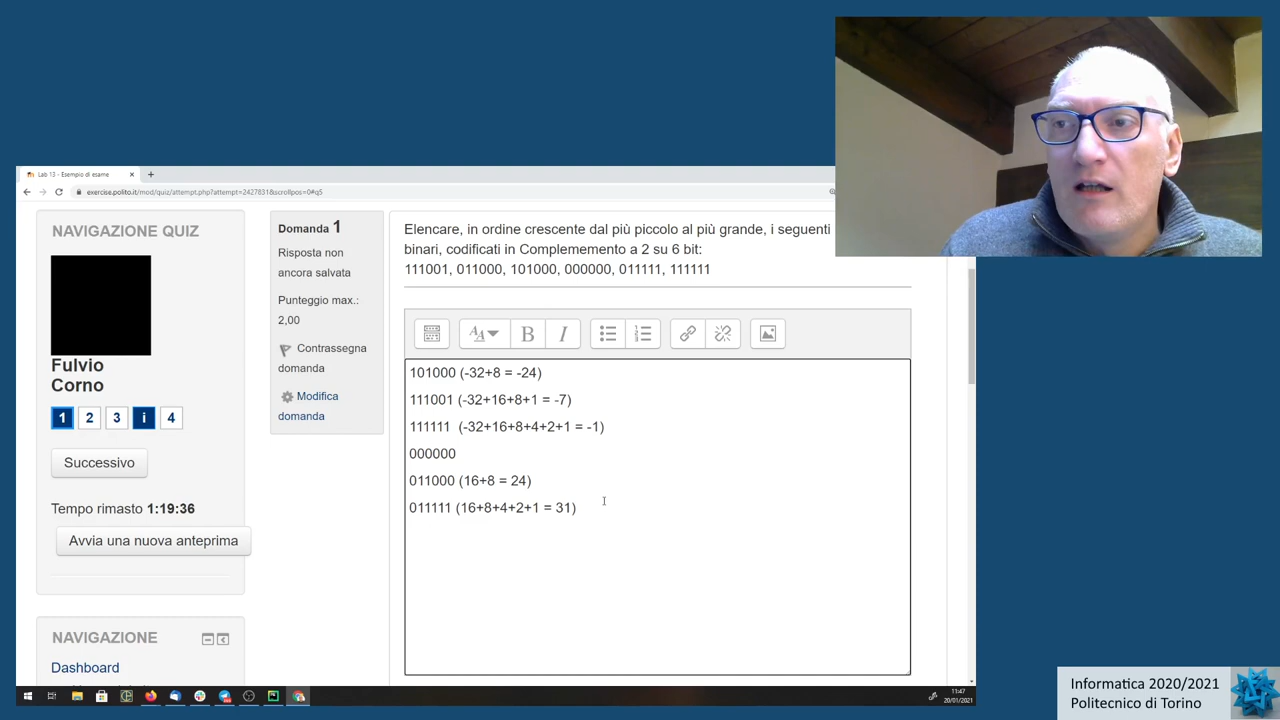 Lab 13 - Esempio di esame
exercise.polito.it/mod/quiz/attempt.php?attempt=2427831&scrollpos=0#q5
NAVIGAZIONE QUIZ
Fulvio
Corno
1 2 3 i 4
Successivo
Tempo rimasto 1:19:36
Avvia una nuova anteprima
NAVIGAZIONE
Dashboard
Domanda 1
Risposta non
ancora salvata
Punteggio max.:
2,00
Contrassegna
domanda
Modifica
domanda
Elencare, in ordine crescente dal più piccolo al più grande, i seguenti
binari, codificati in Complemento a 2 su 6 bit:
111001, 011000, 101000, 000000, 011111, 111111
B I
101000 (-32+8 = -24)
111001 (-32+16+8+1 = -7)
111111 (-32+16+8+4+2+1 = -1)
000000
011000 (16+8 = 24)
011111 (16+8+4+2+1 = 31)
11:47
20/01/2021
Informatica 2020/2021
Politecnico di Torino